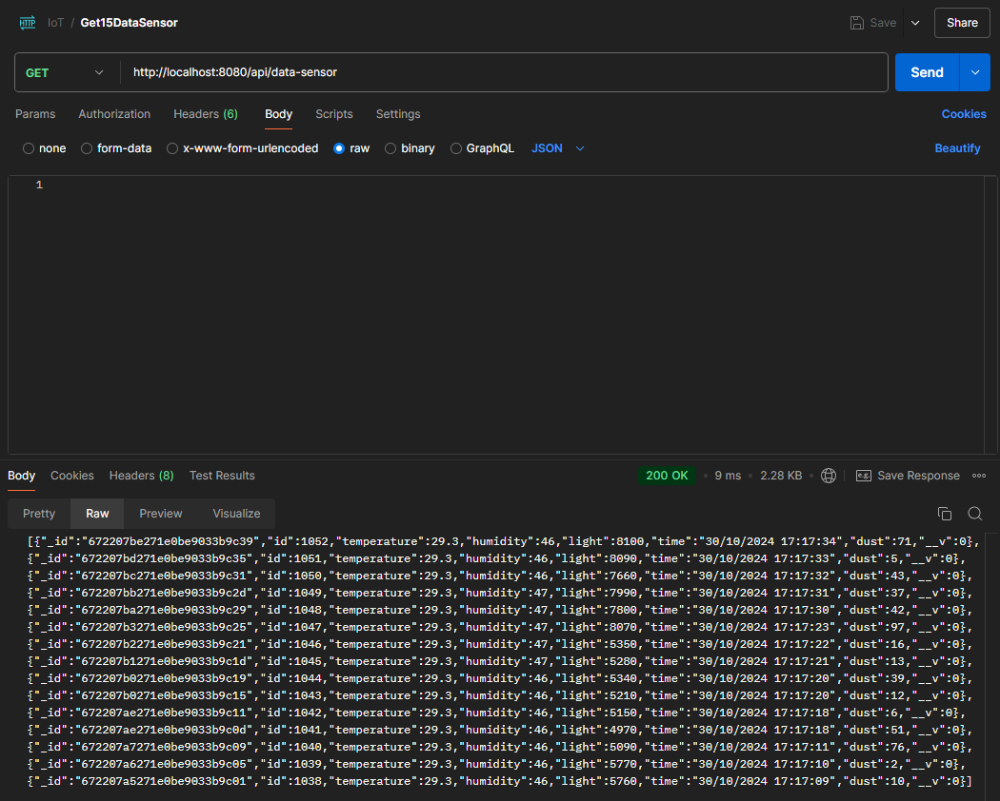 HTTP IoT / Get15DataSensor Save Share
GET http://localhost:8080/api/data-sensor Send
Params Authorization Headers (6) Body Scripts Settings Cookies
none form-data x-www-form-urlencoded raw binary GraphQL JSON Beautify
1
Body Cookies Headers (8) Test Results 200 OK • 9 ms • 2.28 KB • e.g. Save Response
Pretty Raw Preview Visualize
[{"_id":"672207be271e0be9033b9c39","id":1052,"temperature":29.3,"humidity":46,"light":8100,"time":"30/10/2024 17:17:34","dust":71,"__v":0},
{"_id":"672207bd271e0be9033b9c35","id":1051,"temperature":29.3,"humidity":46,"light":8090,"time":"30/10/2024 17:17:33","dust":5,"__v":0},
{"_id":"672207bc271e0be9033b9c31","id":1050,"temperature":29.3,"humidity":46,"light":7660,"time":"30/10/2024 17:17:32","dust":43,"__v":0},
{"_id":"672207bb271e0be9033b9c2d","id":1049,"temperature":29.3,"humidity":47,"light":7990,"time":"30/10/2024 17:17:31","dust":37,"__v":0},
{"_id":"672207ba271e0be9033b9c29","id":1048,"temperature":29.3,"humidity":47,"light":7800,"time":"30/10/2024 17:17:30","dust":42,"__v":0},
{"_id":"672207b3271e0be9033b9c25","id":1047,"temperature":29.3,"humidity":47,"light":8070,"time":"30/10/2024 17:17:23","dust":97,"__v":0},
{"_id":"672207b2271e0be9033b9c21","id":1046,"temperature":29.3,"humidity":47,"light":5350,"time":"30/10/2024 17:17:22","dust":16,"__v":0},
{"_id":"672207b1271e0be9033b9c1d","id":1045,"temperature":29.3,"humidity":47,"light":5280,"time":"30/10/2024 17:17:21","dust":13,"__v":0},
{"_id":"672207b0271e0be9033b9c19","id":1044,"temperature":29.3,"humidity":46,"light":5340,"time":"30/10/2024 17:17:20","dust":39,"__v":0},
{"_id":"672207b0271e0be9033b9c15","id":1043,"temperature":29.3,"humidity":46,"light":5210,"time":"30/10/2024 17:17:20","dust":12,"__v":0},
{"_id":"672207ae271e0be9033b9c11","id":1042,"temperature":29.3,"humidity":46,"light":5150,"time":"30/10/2024 17:17:18","dust":6,"__v":0},
{"_id":"672207ae271e0be9033b9c0d","id":1041,"temperature":29.3,"humidity":46,"light":4970,"time":"30/10/2024 17:17:18","dust":51,"__v":0},
{"_id":"672207a7271e0be9033b9c09","id":1040,"temperature":29.3,"humidity":46,"light":5090,"time":"30/10/2024 17:17:11","dust":76,"__v":0},
{"_id":"672207a6271e0be9033b9c05","id":1039,"temperature":29.3,"humidity":46,"light":5770,"time":"30/10/2024 17:17:10","dust":2,"__v":0},
{"_id":"672207a5271e0be9033b9c01","id":1038,"temperature":29.3,"humidity":46,"light":5760,"time":"30/10/2024 17:17:09","dust":10,"__v":0}]